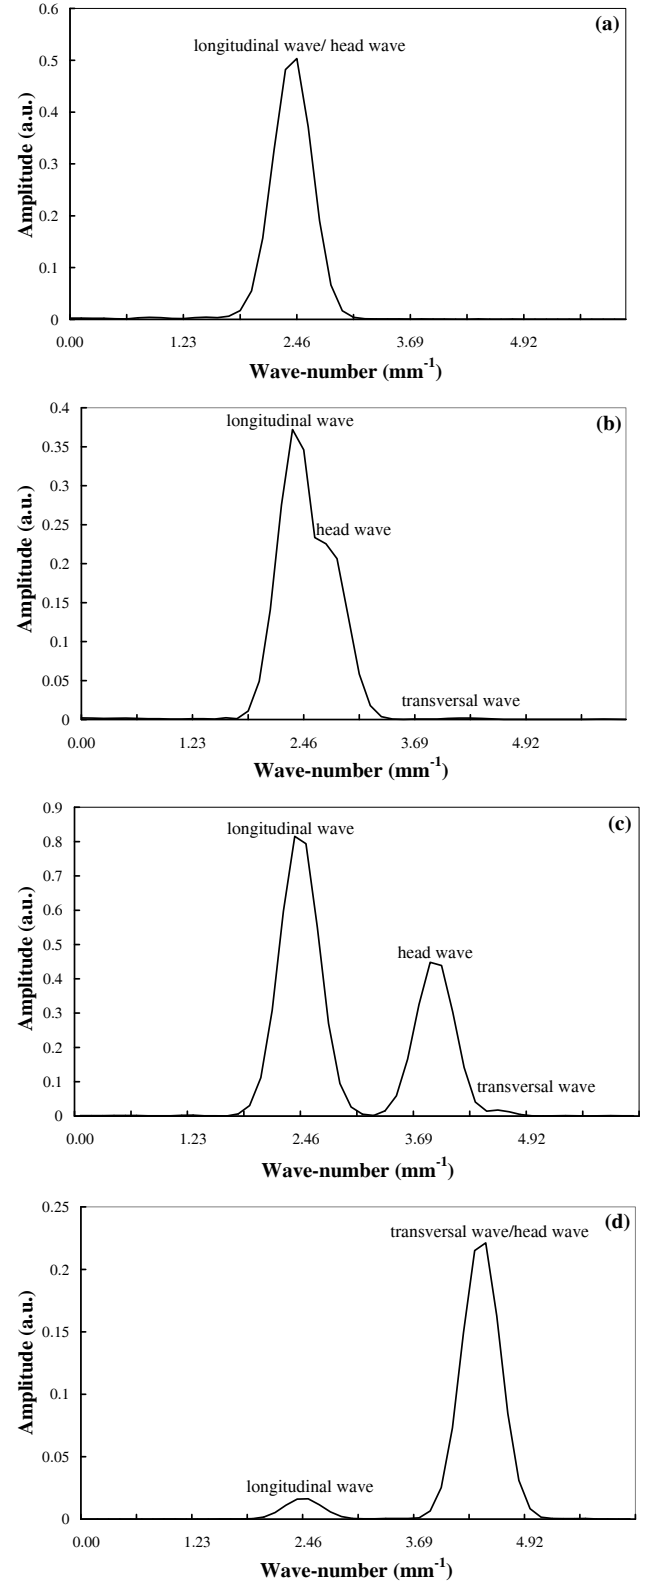 (a)
longitudinal wave/ head wave
0.6
0.5
0.4
0.3
0.2
0.1
0
Amplitude (a.u.)
0.00 1.23 2.46 3.69 4.92
Wave-number (mm-1)
(b)
longitudinal wave
head wave
transversal wave
0.4
0.35
0.3
0.25
0.2
0.15
0.1
0.05
0
Amplitude (a.u.)
0.00 1.23 2.46 3.69 4.92
Wave-number (mm-1)
(c)
longitudinal wave
head wave
transversal wave
0.9
0.8
0.7
0.6
0.5
0.4
0.3
0.2
0.1
0
Amplitude (a.u.)
0.00 1.23 2.46 3.69 4.92
Wave-number (mm-1)
(d)
transversal wave/head wave
longitudinal wave
0.25
0.2
0.15
0.1
0.05
0
Amplitude (a.u.)
0.00 1.23 2.46 3.69 4.92
Wave-number (mm-1)